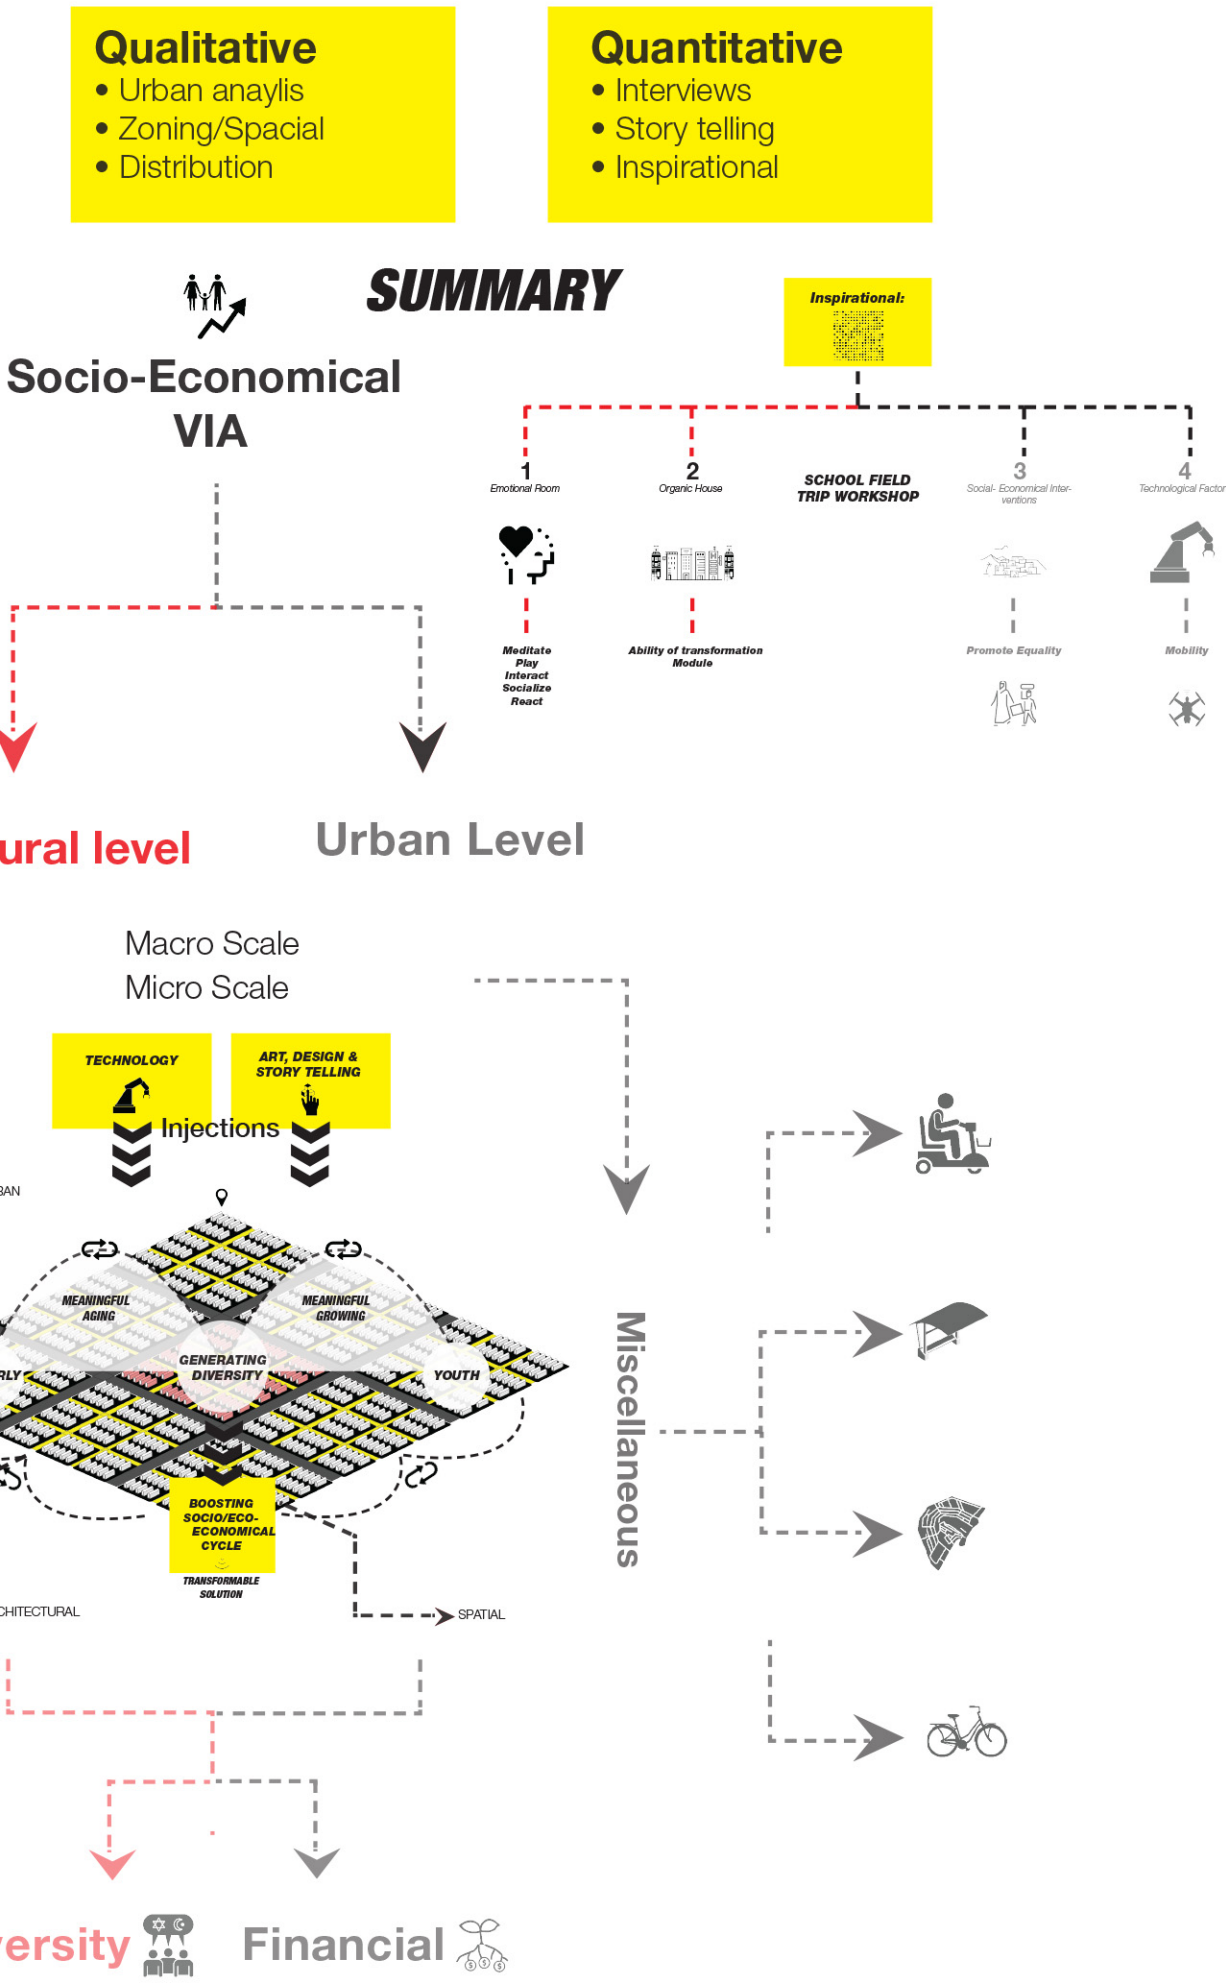 Qualitative
• Urban anaylis
• Zoning/Spacial
• Distribution
Quantitative
• Interviews
• Story telling
• Inspirational
SUMMARY
Socio-Economical
VIA
Inspirational:
1
Emotional Room
2
Organic House
SCHOOL FIELD
TRIP WORKSHOP
3
Social- Economical Inter-
ventions
4
Technological Factor
Meditate
Play
Interact
Socialize
React
Ability of transformation
Module
Promote Equality
Mobility
ural level
Urban Level
Macro Scale
Micro Scale
TECHNOLOGY
ART, DESIGN &
STORY TELLING
Injections
BAN
MEANINGFUL
AGING
MEANINGFUL
GROWING
GENERATING
DIVERSITY
RLY
YOUTH
BOOSTING
SOCIO/ECO-
ECONOMICAL
CYCLE
TRANSFORMABLE
SOLUTION
CHITECTURAL
SPATIAL
Miscellaneous
versity
Financial